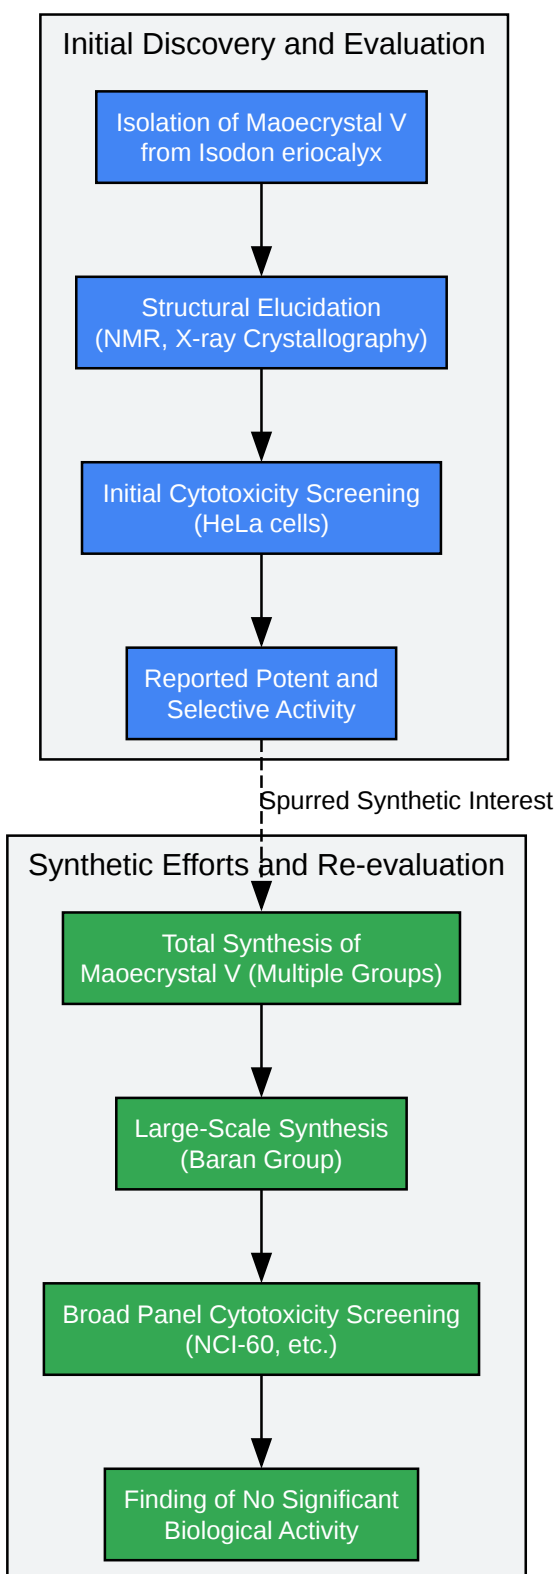 Initial Discovery and Evaluation
Isolation of Maoecrystal V
from Isodon eriocalyx
Structural Elucidation
(NMR, X-ray Crystallography)
Initial Cytotoxicity Screening
(HeLa cells)
Reported Potent and
Selective Activity
Spurred Synthetic Interest
Synthetic Efforts and Re-evaluation
Total Synthesis of
Maoecrystal V (Multiple Groups)
Large-Scale Synthesis
(Baran Group)
Broad Panel Cytotoxicity Screening
(NCI-60, etc.)
Finding of No Significant
Biological Activity